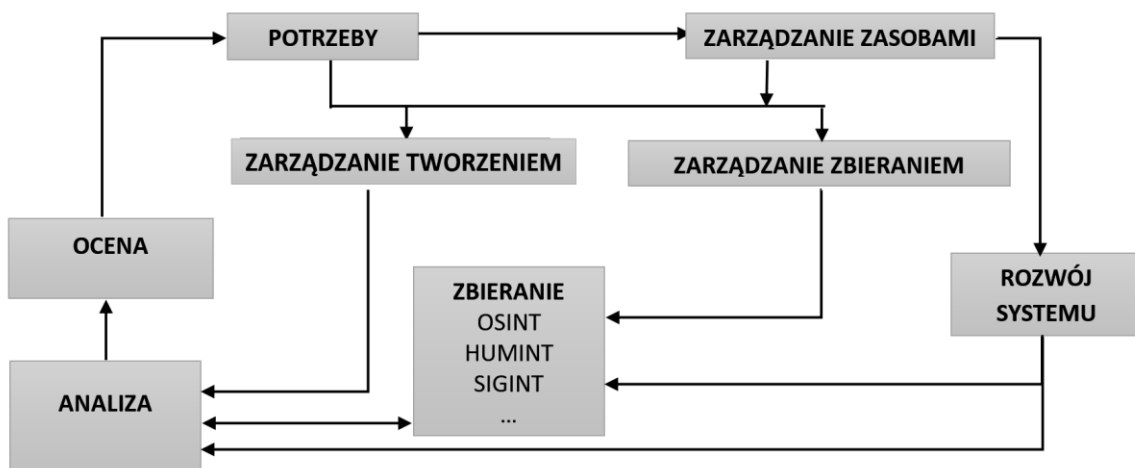 POTRZEBY
ZARZĄDZANIE ZASOBAMI
ZARZĄDZANIE TWORZENIEM
ZARZĄDZANIE ZBIERANIEM
OCENA
ZBIERANIE
OSINT
HUMINT
SIGINT
...
ROZWÓJ
SYSTEMU
ANALIZA